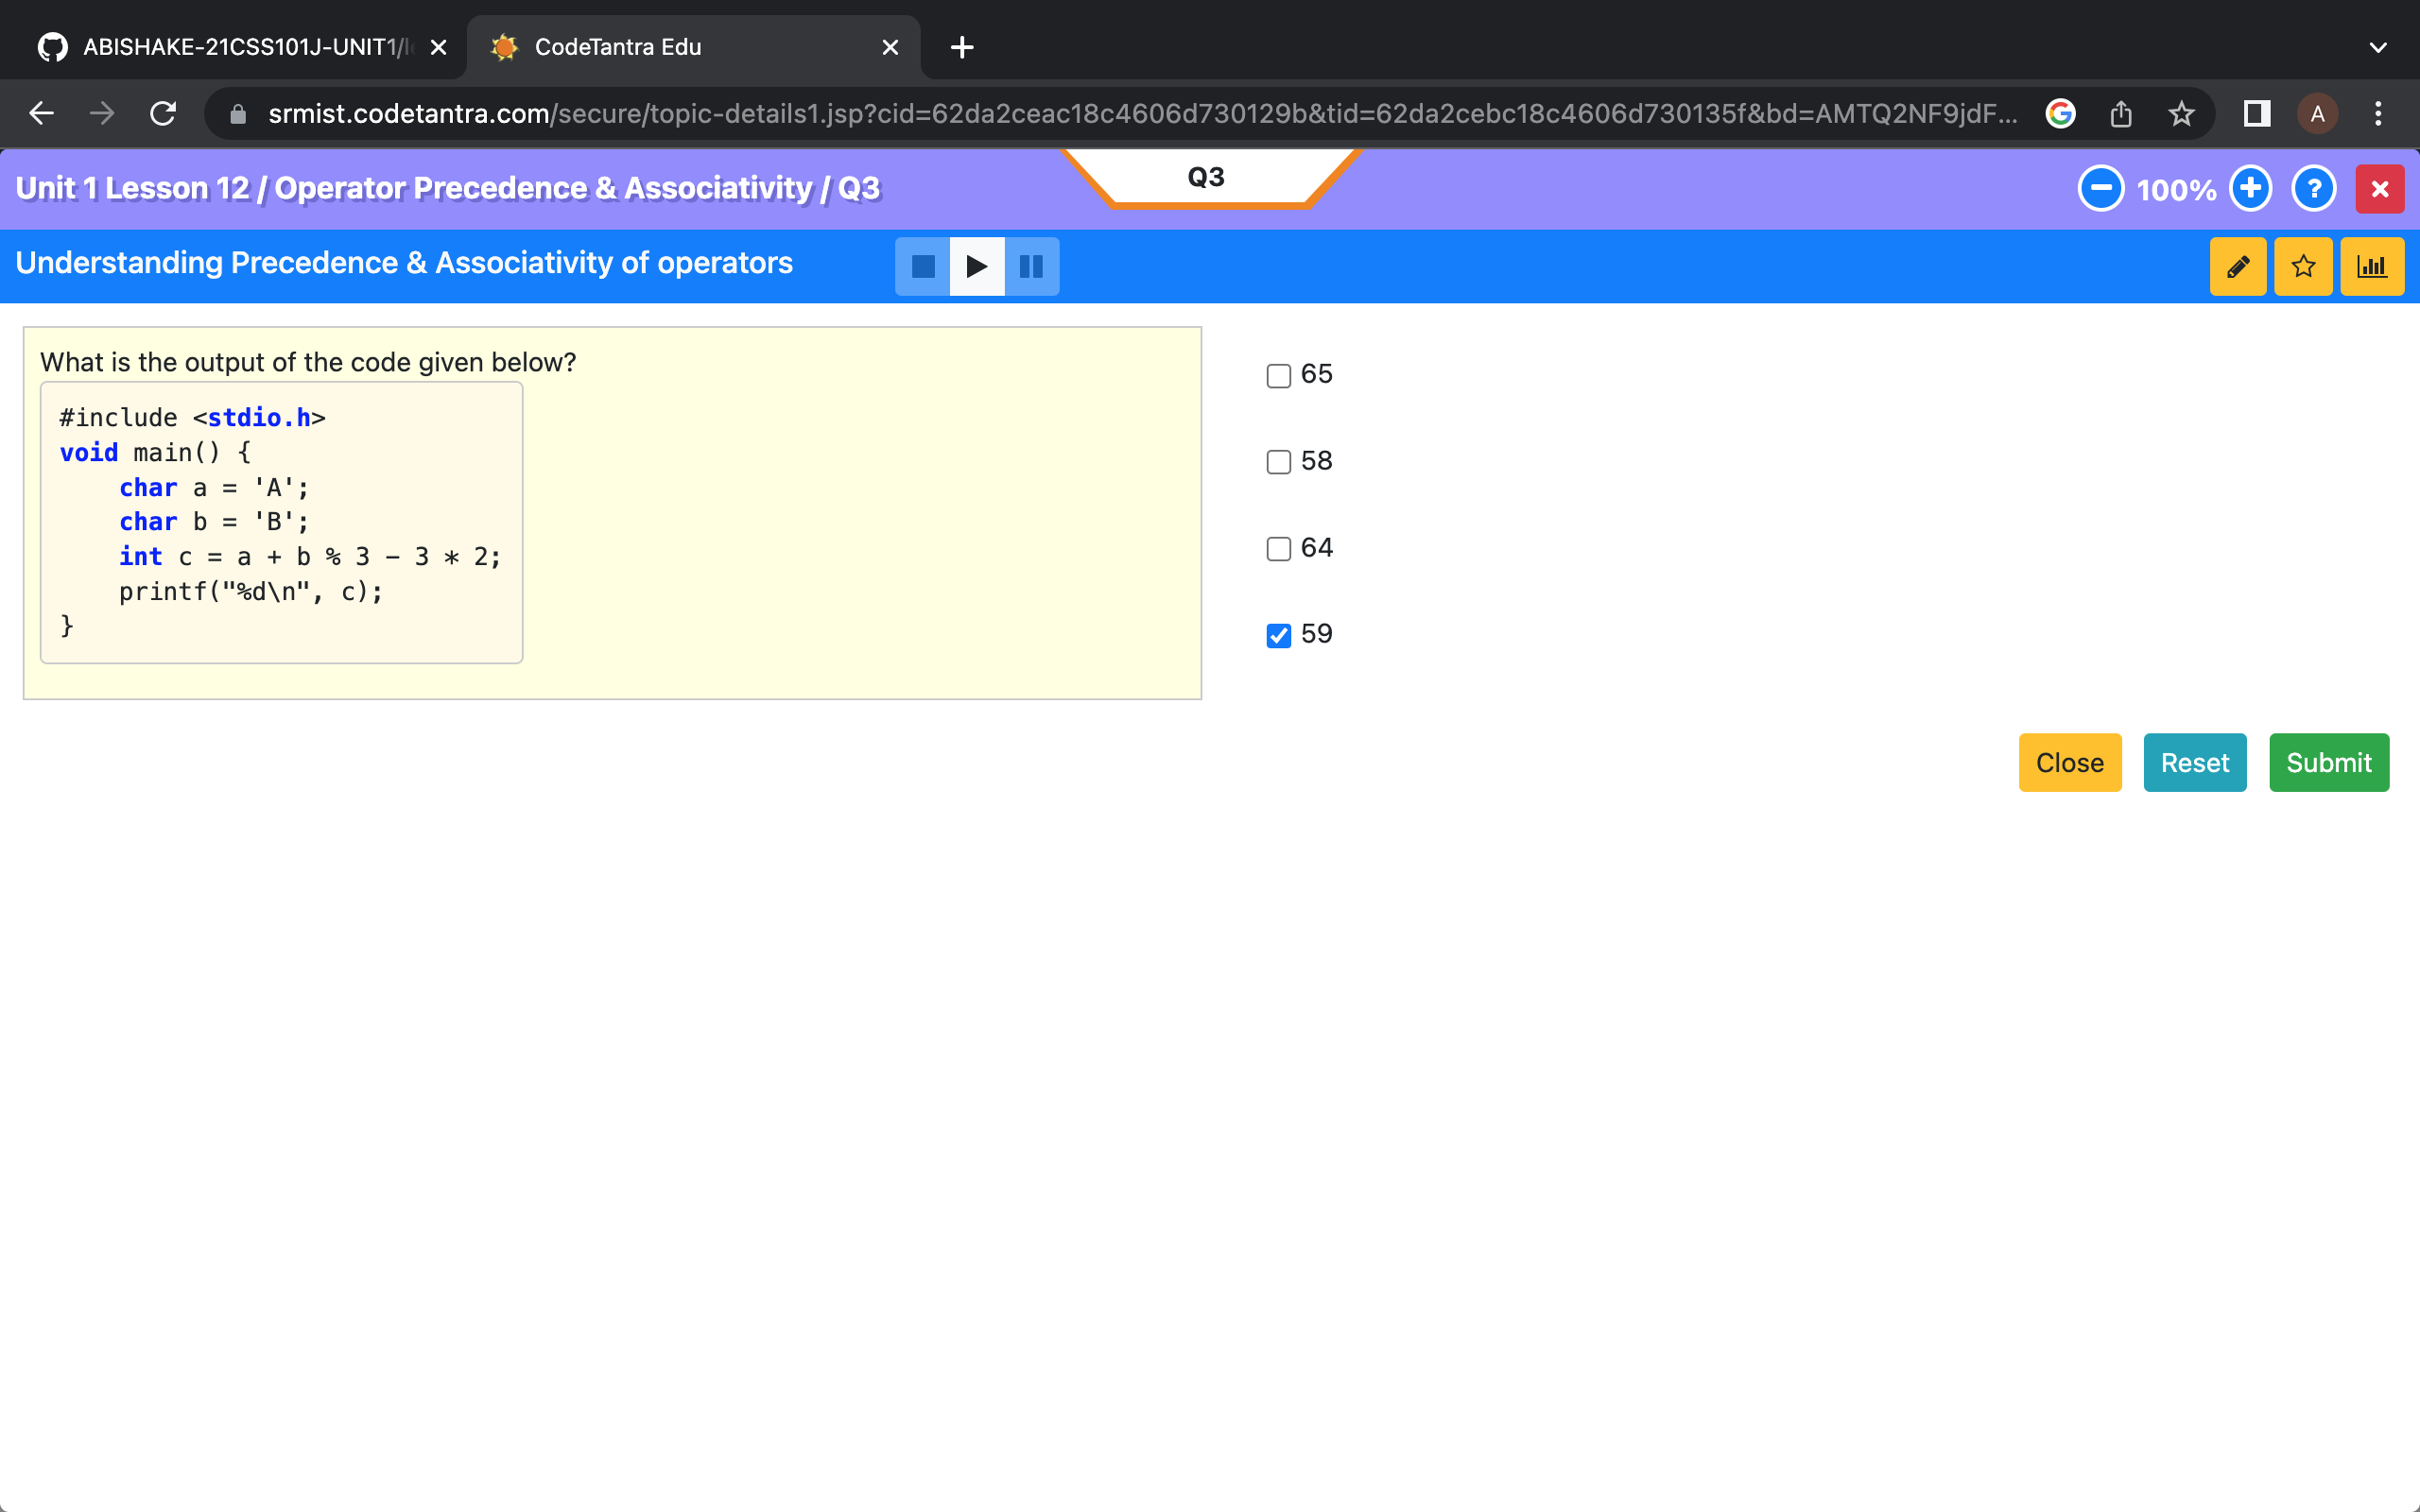 ABISHAKE-21CSS101J-UNIT1/
CodeTantra Edu
srmist.codetantra.com/secure/topic-details1.jsp?cid=62da2ceac18c4606d730129b&tid=62da2cebc18c4606d730135f&bd=AMTQ2NF9jdF...
A
Unit 1 Lesson 12 / Operator Precedence & Associativity / Q3
Q3
100%
?
Understanding Precedence & Associativity of operators
What is the output of the code given below?
#include <stdio.h>
void main() {
    char a = 'A';
    char b = 'B';
    int c = a + b % 3 - 3 * 2;
    printf("%d\n", c);
}
65
58
64
59
Close
Reset
Submit